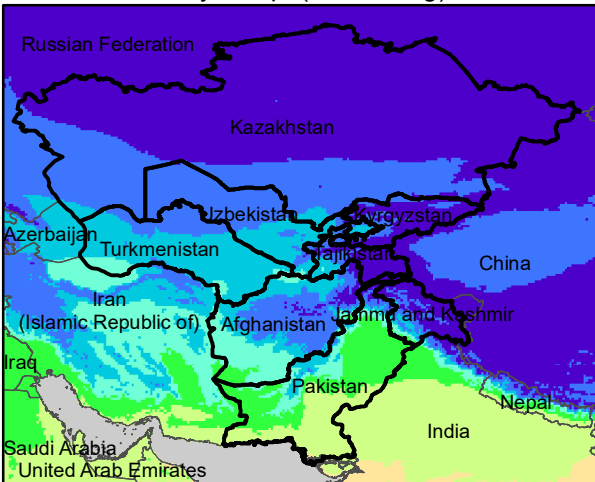 Russian Federation
Kazakhstan
Uzbekistan
Kyrgyzstan
Azerbaijan
Turkmenistan
Tajikistan
China
Iran
(Islamic Republic of)
Afghanistan
Jammu and Kashmir
Iraq
Pakistan
Nepal
India
Saudi Arabia
United Arab Emirates